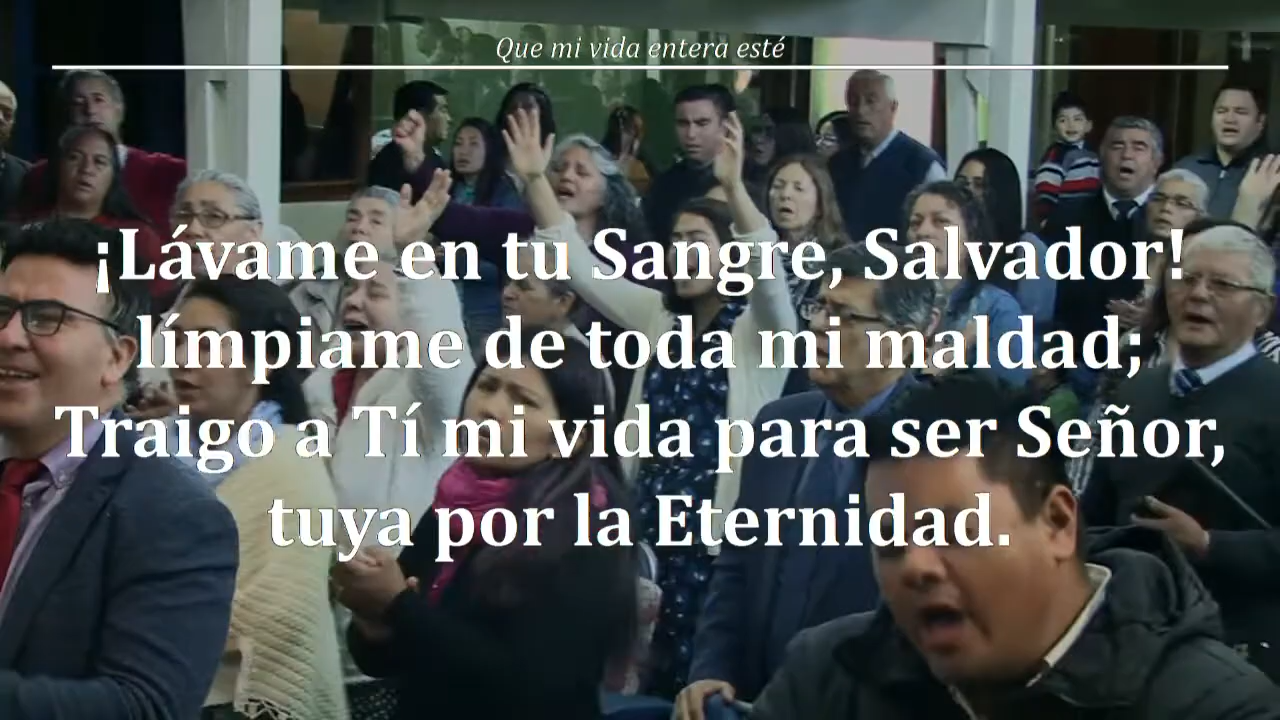 Que mi vida entera esté
¡Lávame en tu Sangre, Salvador!
límpiame de toda mi maldad;
Traigo a Tí mi vida para ser Señor,
tuya por la Eternidad.